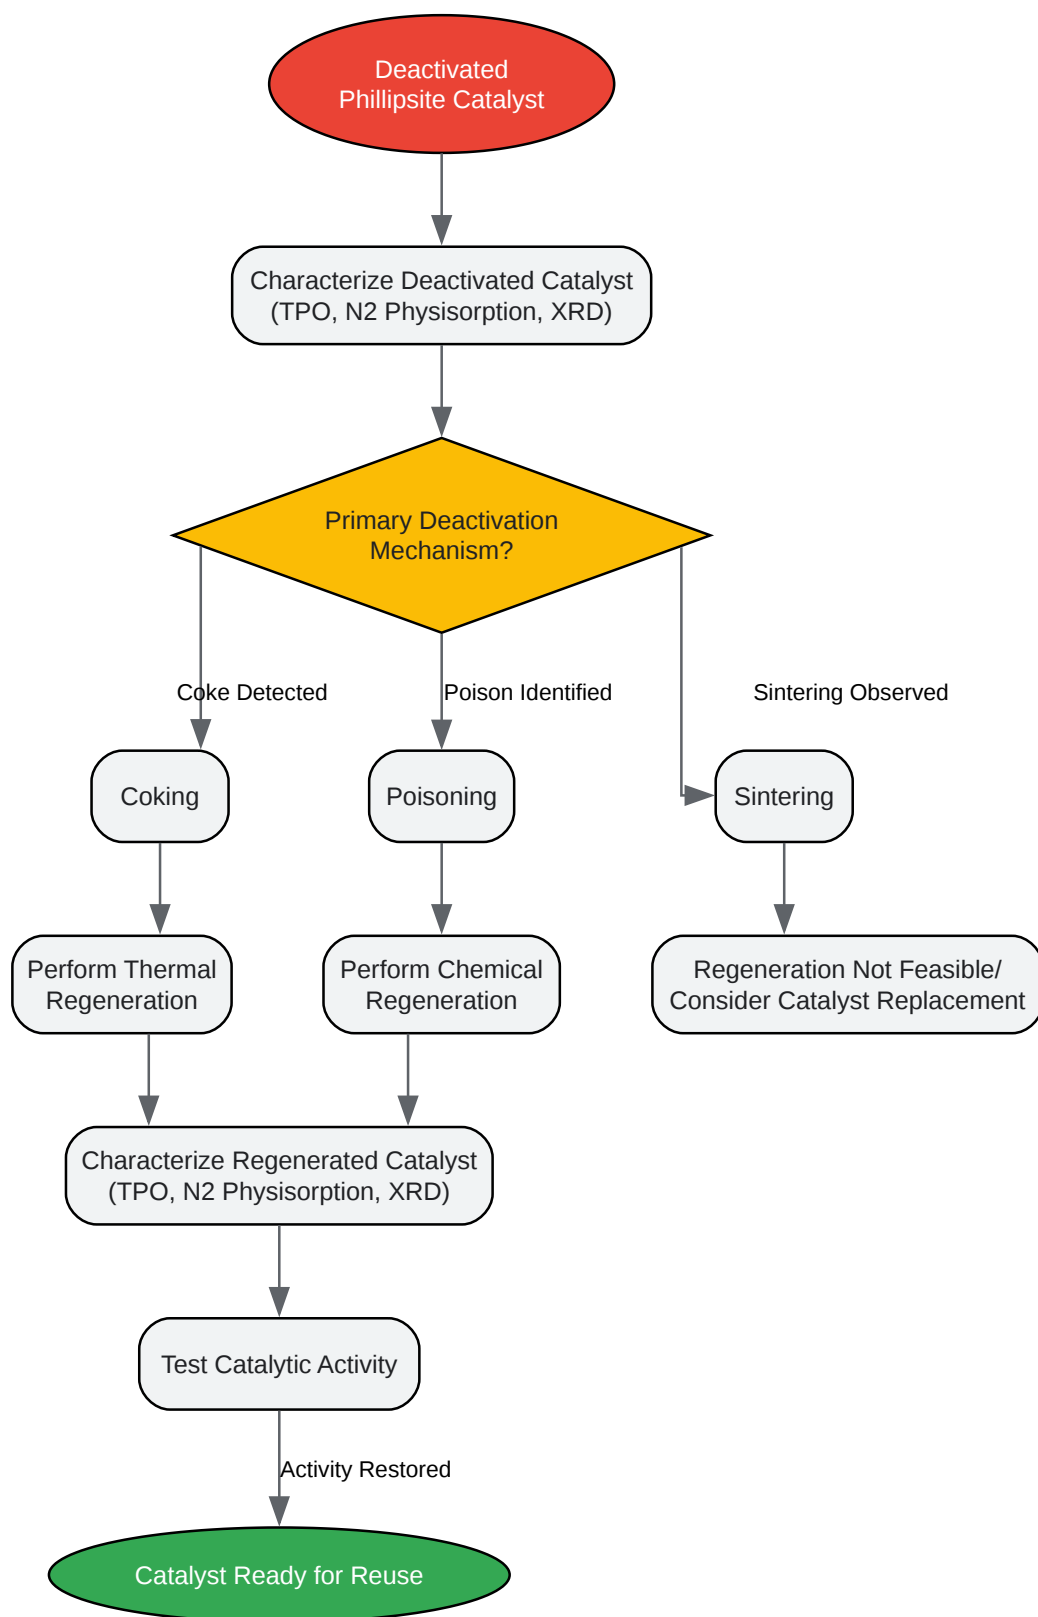 Deactivated
Phillipsite Catalyst
Characterize Deactivated Catalyst
(TPO, N2 Physisorption, XRD)
Primary Deactivation
Mechanism?
Coke Detected
Poison Identified
Sintering Observed
Coking
Poisoning
Sintering
Perform Thermal
Regeneration
Perform Chemical
Regeneration
Regeneration Not Feasible/
Consider Catalyst Replacement
Characterize Regenerated Catalyst
(TPO, N2 Physisorption, XRD)
Test Catalytic Activity
Activity Restored
Catalyst Ready for Reuse